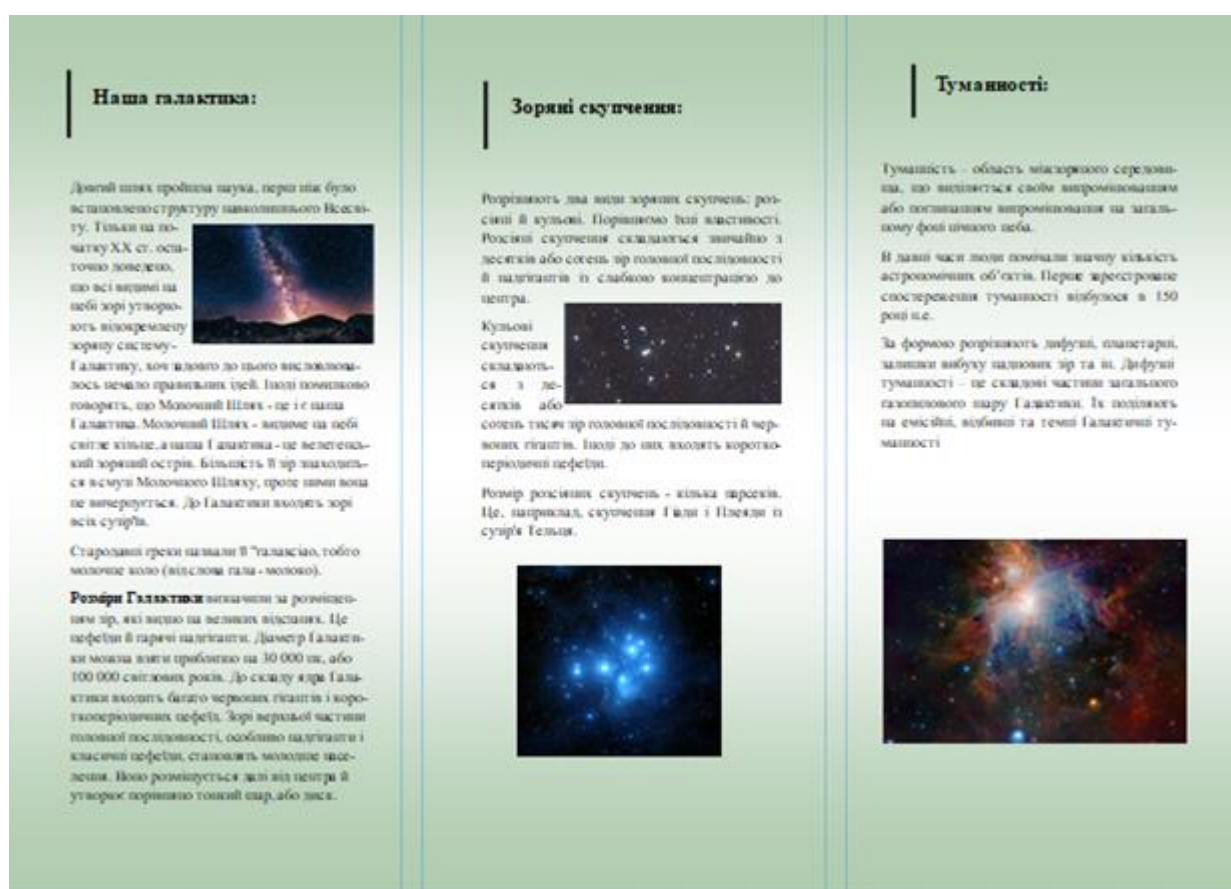 Наша галактика:
Довгий шлях пройшла наука, перш ніж було
встановлено структуру навколишнього Всесві-
ту. Тільки на по-
чатку XX ст. оста-
точно доведено,
що всі видимі на
небі зорі утворю-
ють відокремлену
зоряну систему-
Галактику, хоч задовго до цього висловлюва-
лось чимало правильних ідей. Іноді помилково
говорять, що Молочний Шлях - це і є наша
Галактика. Молочний Шлях - видиме на небі
світле кільце, а наша Галактика - це велетенсь-
кий зоряний острів. Більшість її зір знаходить-
ся в смузі Молочного Шляху, проте ними вона
не вичерпується. До Галактики входять зорі
всіх сузір'їв.
Стародавні греки назвали її "галаксіао, тобто
молочне коло (від слова гала - молоко).
Розміри Галактики визначили за розміщен-
ням зір, які видно на великих відстанях. Це
цефеїди й гарячі надгіганти. Діаметр Галакти-
ки можна взяти приблизно на 30 000 пк, або
100 000 світлових років. До складу ядра Гала-
ктики входить багато червоних гігантів і коро-
ткоперіодичних цефеїд. Зорі верхньої частини
головної послідовності, особливо надгіганти і
класичні цефеїди, становлять молодше насе-
лення. Воно розміщується далі від центра й
утворює порівняно тонкий шар, або диск.
Зоряні скупчення:
Розрізняють два види зоряних скупчень: роз-
сіяні й кульові. Порівняємо їхні властивості.
Розсіяні скупчення складаються звичайно з
десятків або сотень зір головної послідовності
й надгігантів із слабкою концентрацією до
центра.
Кульові
скупчення
складають-
ся з де-
сятків або
сотень тисяч зір головної послідовності й чер-
воних гігантів. Іноді до них входять коротко-
періодичні цефеїди.
Розмір розсіяних скупчень - кілька парсеків.
Це, наприклад, скупчення Гіади і Плеяди із
сузір'я Тельця.
Туманності:
Туманність – область міжзоряного середови-
ща, що виділяється своїм випромінюванням
або поглинанням випромінювання на загаль-
ному фоні нічного неба.
В давні часи люди помічали значну кількість
астрономічних об'єктів. Перше зареєстроване
спостереження туманності відбулося в 150
році н.е.
За формою розрізняють дифузні, планетарні,
залишки вибуху наднових зір та ін. Дифузні
туманності – це складові частини загального
газопилового шару Галактики. Їх поділяють
на емісійні, відбивні та темні Галактичні ту-
манності